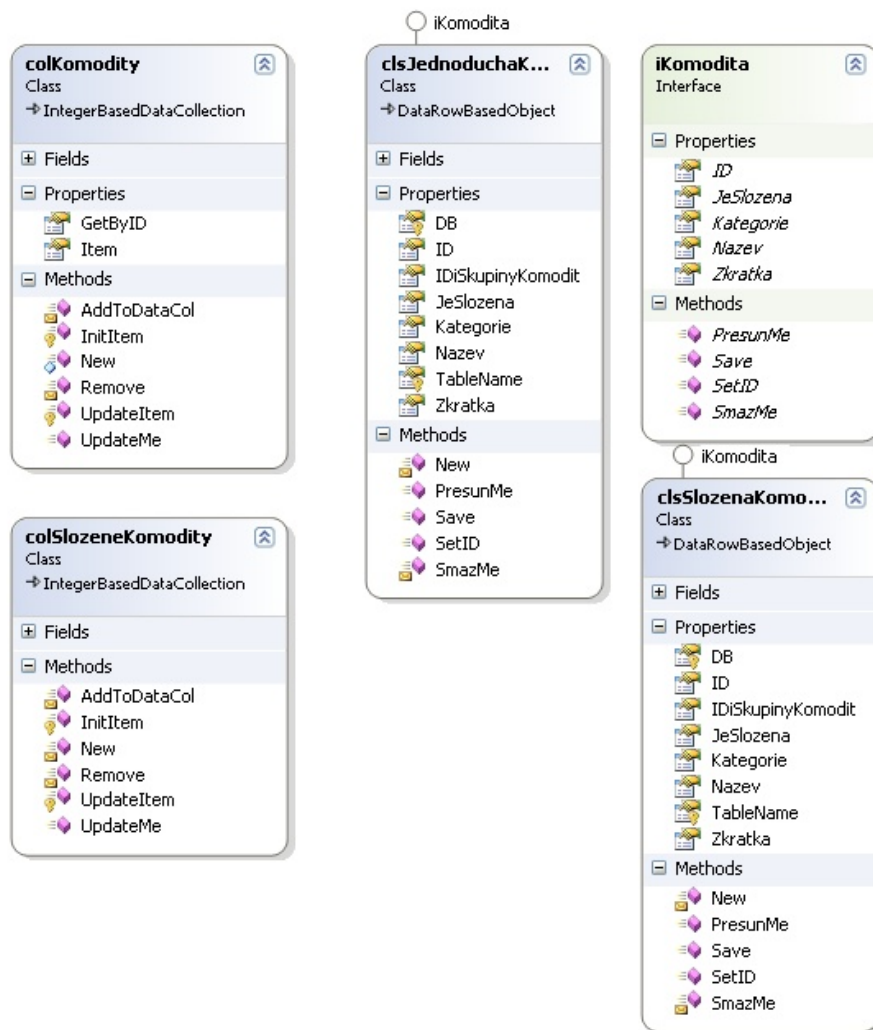 colKomodity
Class
IntegerBasedDataCollection
Fields
Properties
GetByID
Item
Methods
AddToDataCol
InitItem
New
Remove
UpdateItem
UpdateMe
colSlozeneKomodity
Class
IntegerBasedDataCollection
Fields
Methods
AddToDataCol
InitItem
New
Remove
UpdateItem
UpdateMe
iKomodita
clsJednoduchaK...
Class
DataRowBasedObject
Fields
Properties
DB
ID
IDiSkupinyKomodit
JeSlozena
Kategorie
Nazev
TableName
Zkratka
Methods
New
PresunMe
Save
SetID
SmazMe
iKomodita
Interface
Properties
ID
JeSlozena
Kategorie
Nazev
Zkratka
Methods
PresunMe
Save
SetID
SmazMe
iKomodita
clsSlozenaKomo...
Class
DataRowBasedObject
Fields
Properties
DB
ID
IDiSkupinyKomodit
JeSlozena
Kategorie
Nazev
TableName
Zkratka
Methods
New
PresunMe
Save
SetID
SmazMe